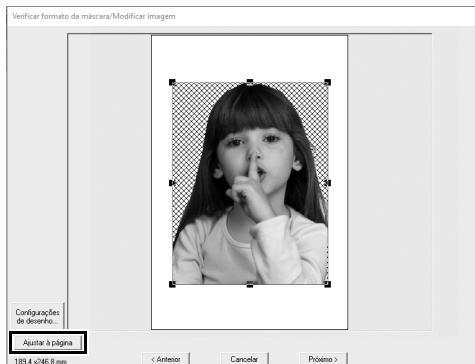 Verificar formato da máscara/Modificar imagem
Configurações
de desenho...
Ajustar à página
189.4 x246.8 mm
< Anterior
Cancelar
Próximo >